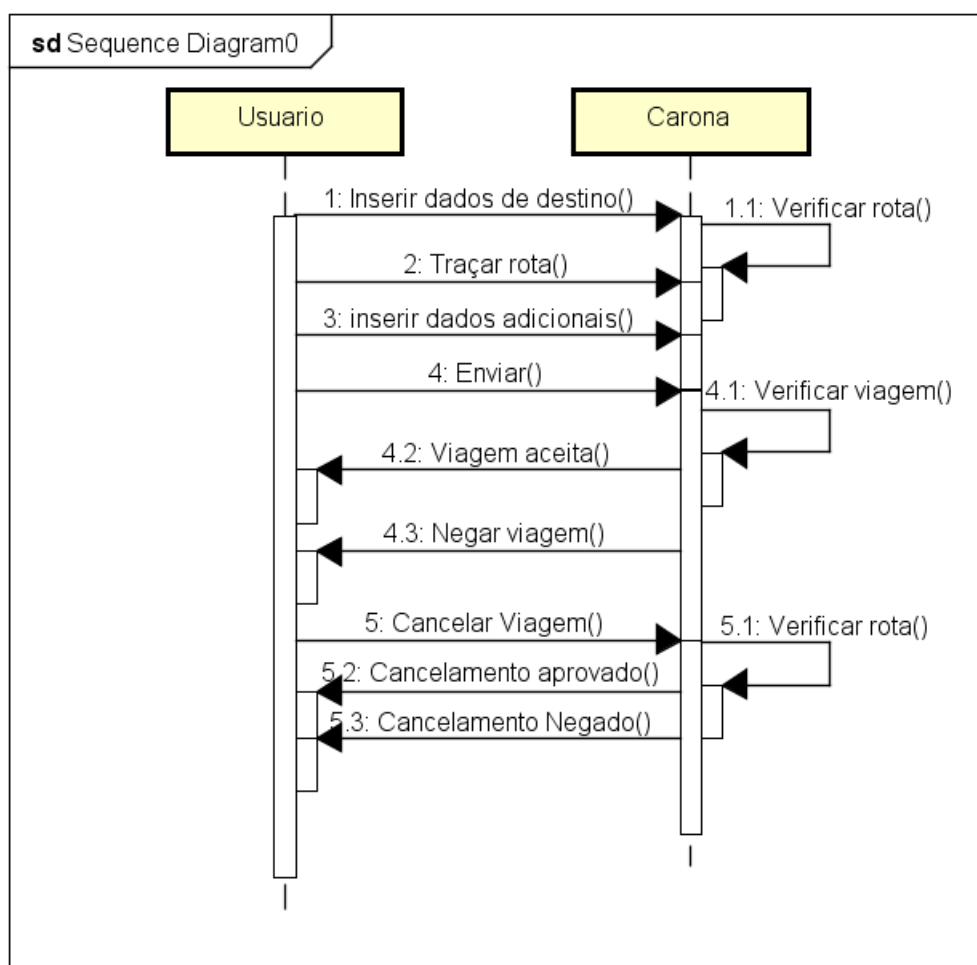 sd Sequence Diagram0
Usuario
Carona
1: Inserir dados de destino()
1.1: Verificar rota()
2: Traçar rota()
3: inserir dados adicionais()
4: Enviar()
4.1: Verificar viagem()
4.2: Viagem aceita()
4.3: Negar viagem()
5: Cancelar Viagem()
5.1: Verificar rota()
5.2: Cancelamento aprovado()
5.3: Cancelamento Negado()